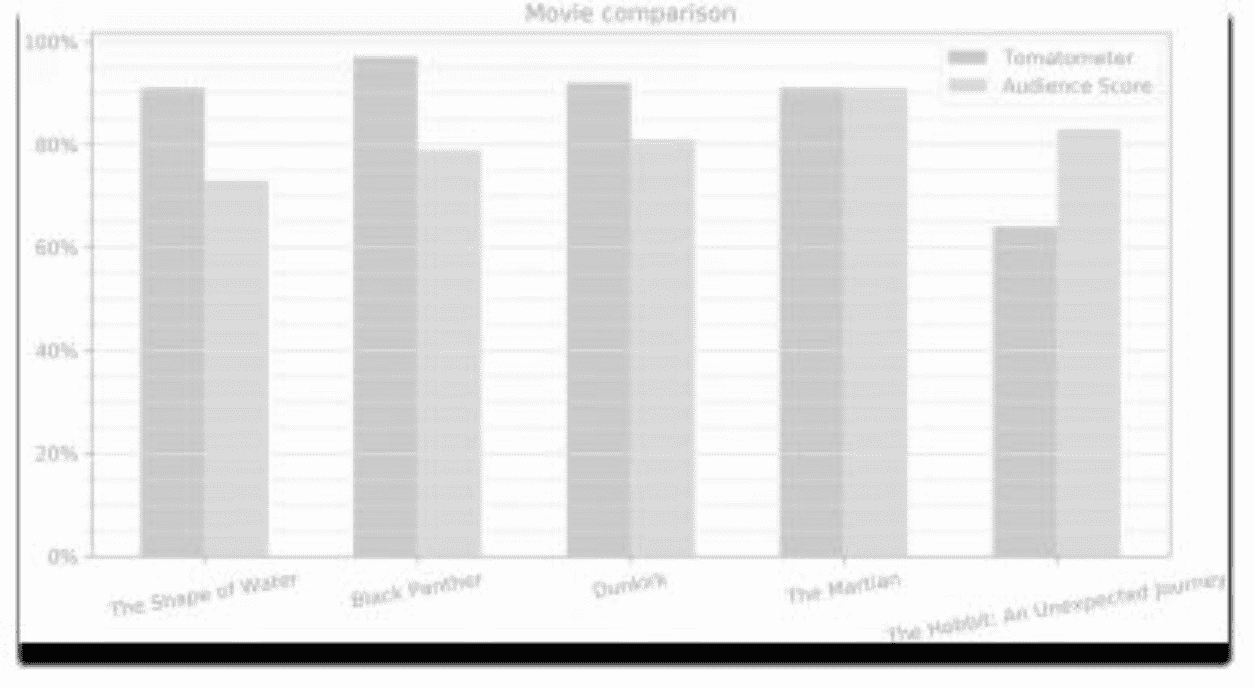 Movie comparison
100%
80%
60%
40%
20%
0%
Tomatometer
Audience Score
The Shape of Water
Black Panther
Dunkirk
The Martian
The Hobbit: An Unexpected Journey